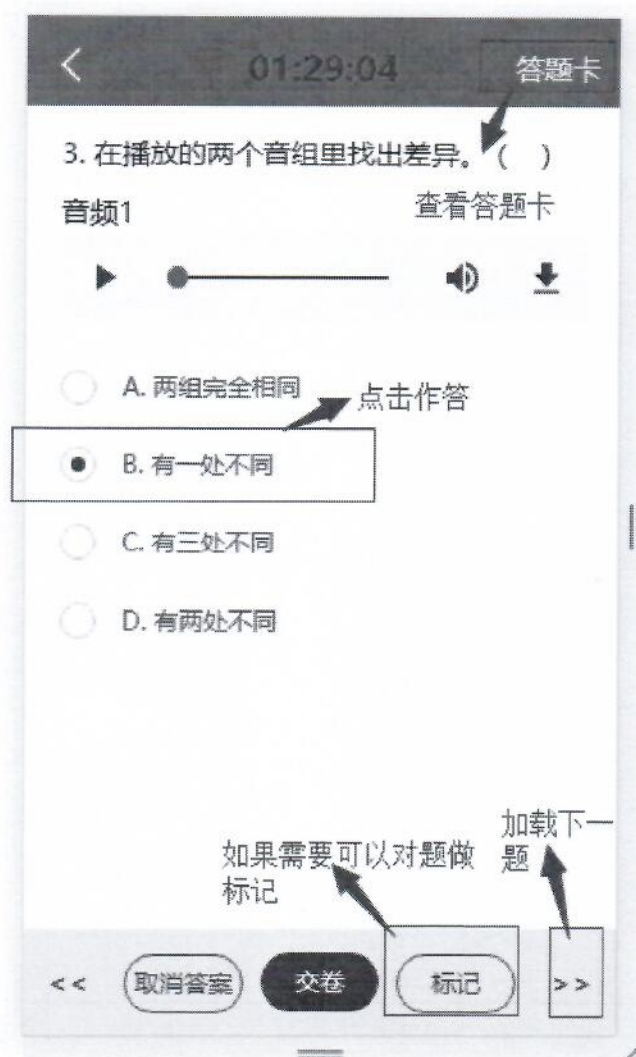 01:29:04
答题卡
3. 在播放的两个音组里找出差异。(  )
查看答题卡
音频1
A. 两组完全相同
点击作答
B. 有一处不同
C. 有三处不同
D. 有两处不同
如果需要可以对题做
标记
加载下一
题
<< 取消答案 交卷 标记 >>